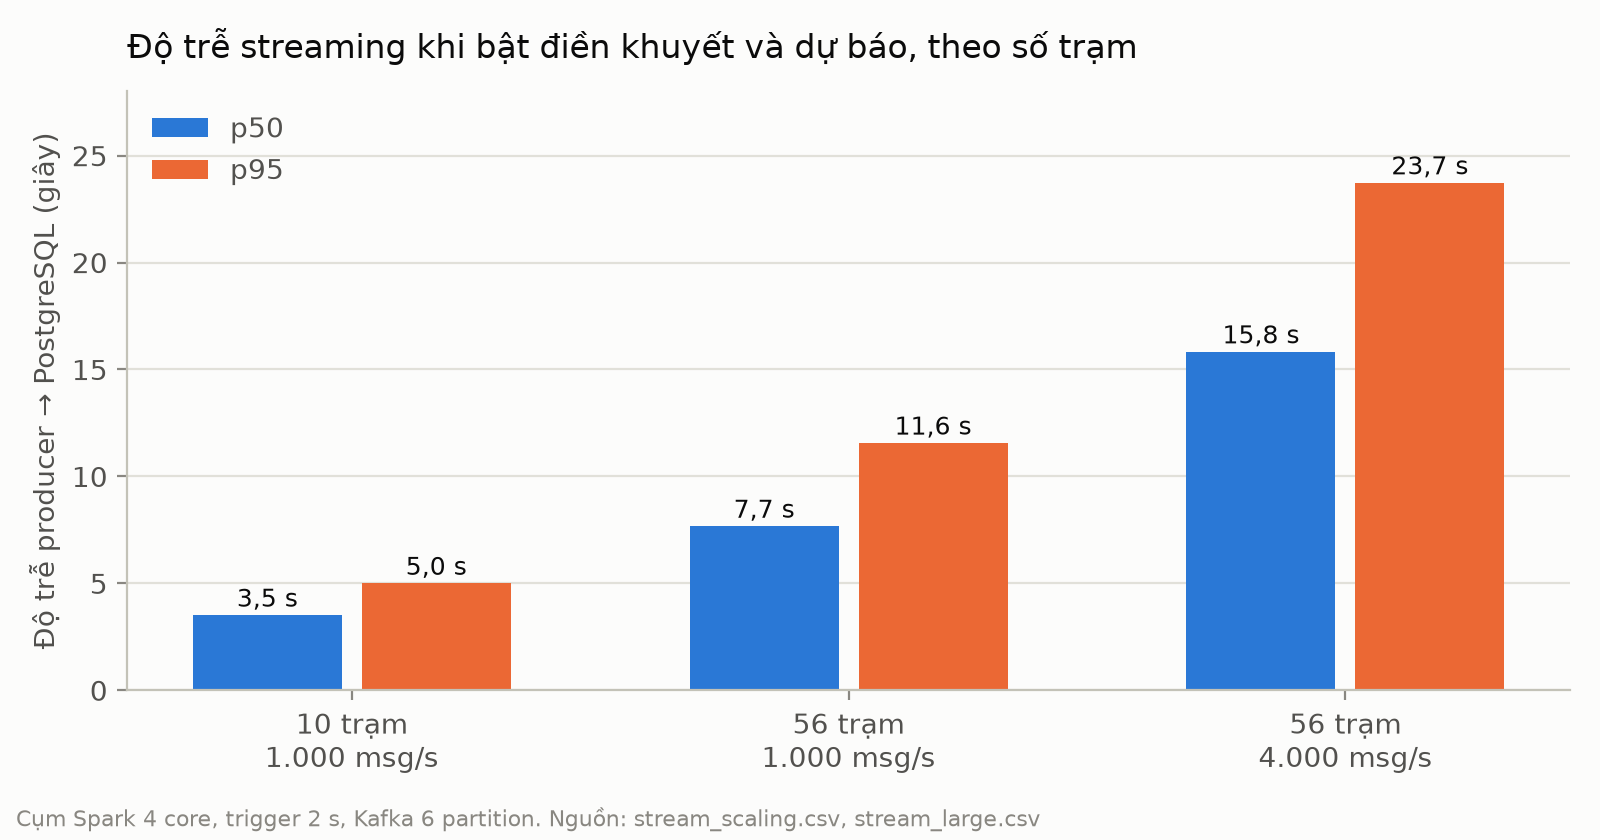 Độ trễ streaming khi bật điền khuyết và dự báo, theo số trạm
p50
p95
Độ trễ producer → PostgreSQL (giây)
25
20
15
10
5
0
3,5 s
5,0 s
7,7 s
11,6 s
15,8 s
23,7 s
10 trạm
1.000 msg/s
56 trạm
1.000 msg/s
56 trạm
4.000 msg/s
Cụm Spark 4 core, trigger 2 s, Kafka 6 partition. Nguồn: stream_scaling.csv, stream_large.csv